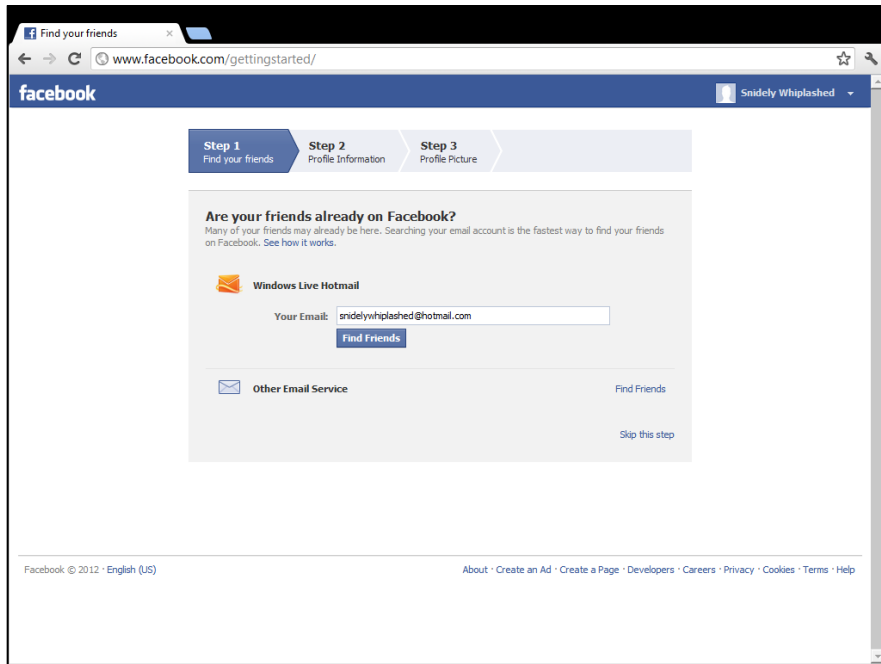 Find your friends
www.facebook.com/gettingstarted/
facebook
Snidely Whiplashed
Step 1
Find your friends
Step 2
Profile Information
Step 3
Profile Picture
Are your friends already on Facebook?
Many of your friends may already be here. Searching your email account is the fastest way to find your friends
on Facebook. See how it works.
Windows Live Hotmail
Your Email: snidelywhiplashed@hotmail.com
Find Friends
Other Email Service Find Friends
Skip this step
Facebook © 2012 · English (US) About · Create an Ad · Create a Page · Developers · Careers · Privacy · Cookies · Terms · Help